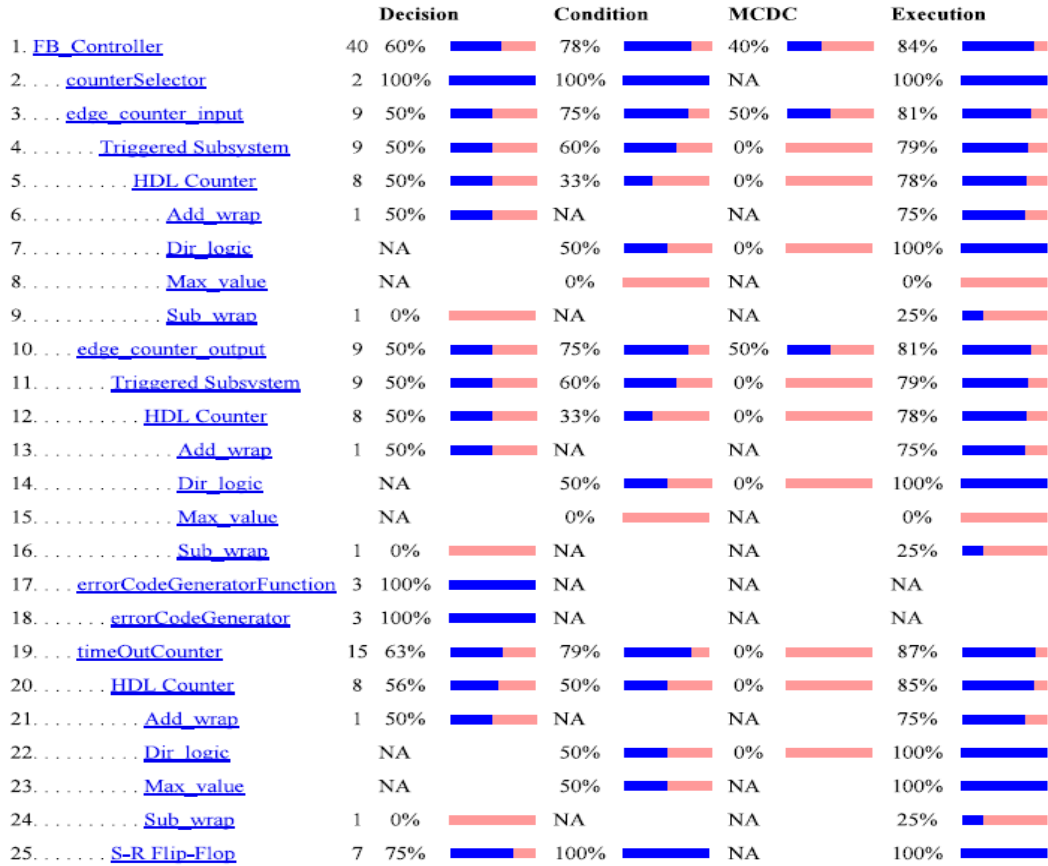 Decision Condition MCDC Execution
1. FB_Controller 40 60% 78% 40% 84%
2. . . . counterSelector 2 100% 100% NA 100%
3. . . . edge_counter_input 9 50% 75% 50% 81%
4. . . . . . . Triggered Subsystem 9 50% 60% 0% 79%
5. . . . . . . . . . HDL Counter 8 50% 33% 0% 78%
6. . . . . . . . . . . . . Add_wrap 1 50% NA NA 75%
7. . . . . . . . . . . . . Dir_logic NA 50% 0% 100%
8. . . . . . . . . . . . . Max_value NA 0% NA 0%
9. . . . . . . . . . . . . Sub_wrap 1 0% NA NA 25%
10. . . . edge_counter_output 9 50% 75% 50% 81%
11. . . . . . . Triggered Subsystem 9 50% 60% 0% 79%
12. . . . . . . . . . HDL Counter 8 50% 33% 0% 78%
13. . . . . . . . . . . . . Add_wrap 1 50% NA NA 75%
14. . . . . . . . . . . . . Dir_logic NA 50% 0% 100%
15. . . . . . . . . . . . . Max_value NA 0% NA 0%
16. . . . . . . . . . . . . Sub_wrap 1 0% NA NA 25%
17. . . . errorCodeGeneratorFunction 3 100% NA NA NA
18. . . . . . . errorCodeGenerator 3 100% NA NA NA
19. . . . timeOutCounter 15 63% 79% 0% 87%
20. . . . . . . HDL Counter 8 56% 50% 0% 85%
21. . . . . . . . . . Add_wrap 1 50% NA NA 75%
22. . . . . . . . . . Dir_logic NA 50% 0% 100%
23. . . . . . . . . . Max_value NA 50% NA 100%
24. . . . . . . . . . Sub_wrap 1 0% NA NA 25%
25. . . . . . . S-R Flip-Flop 7 75% 100% NA 100%